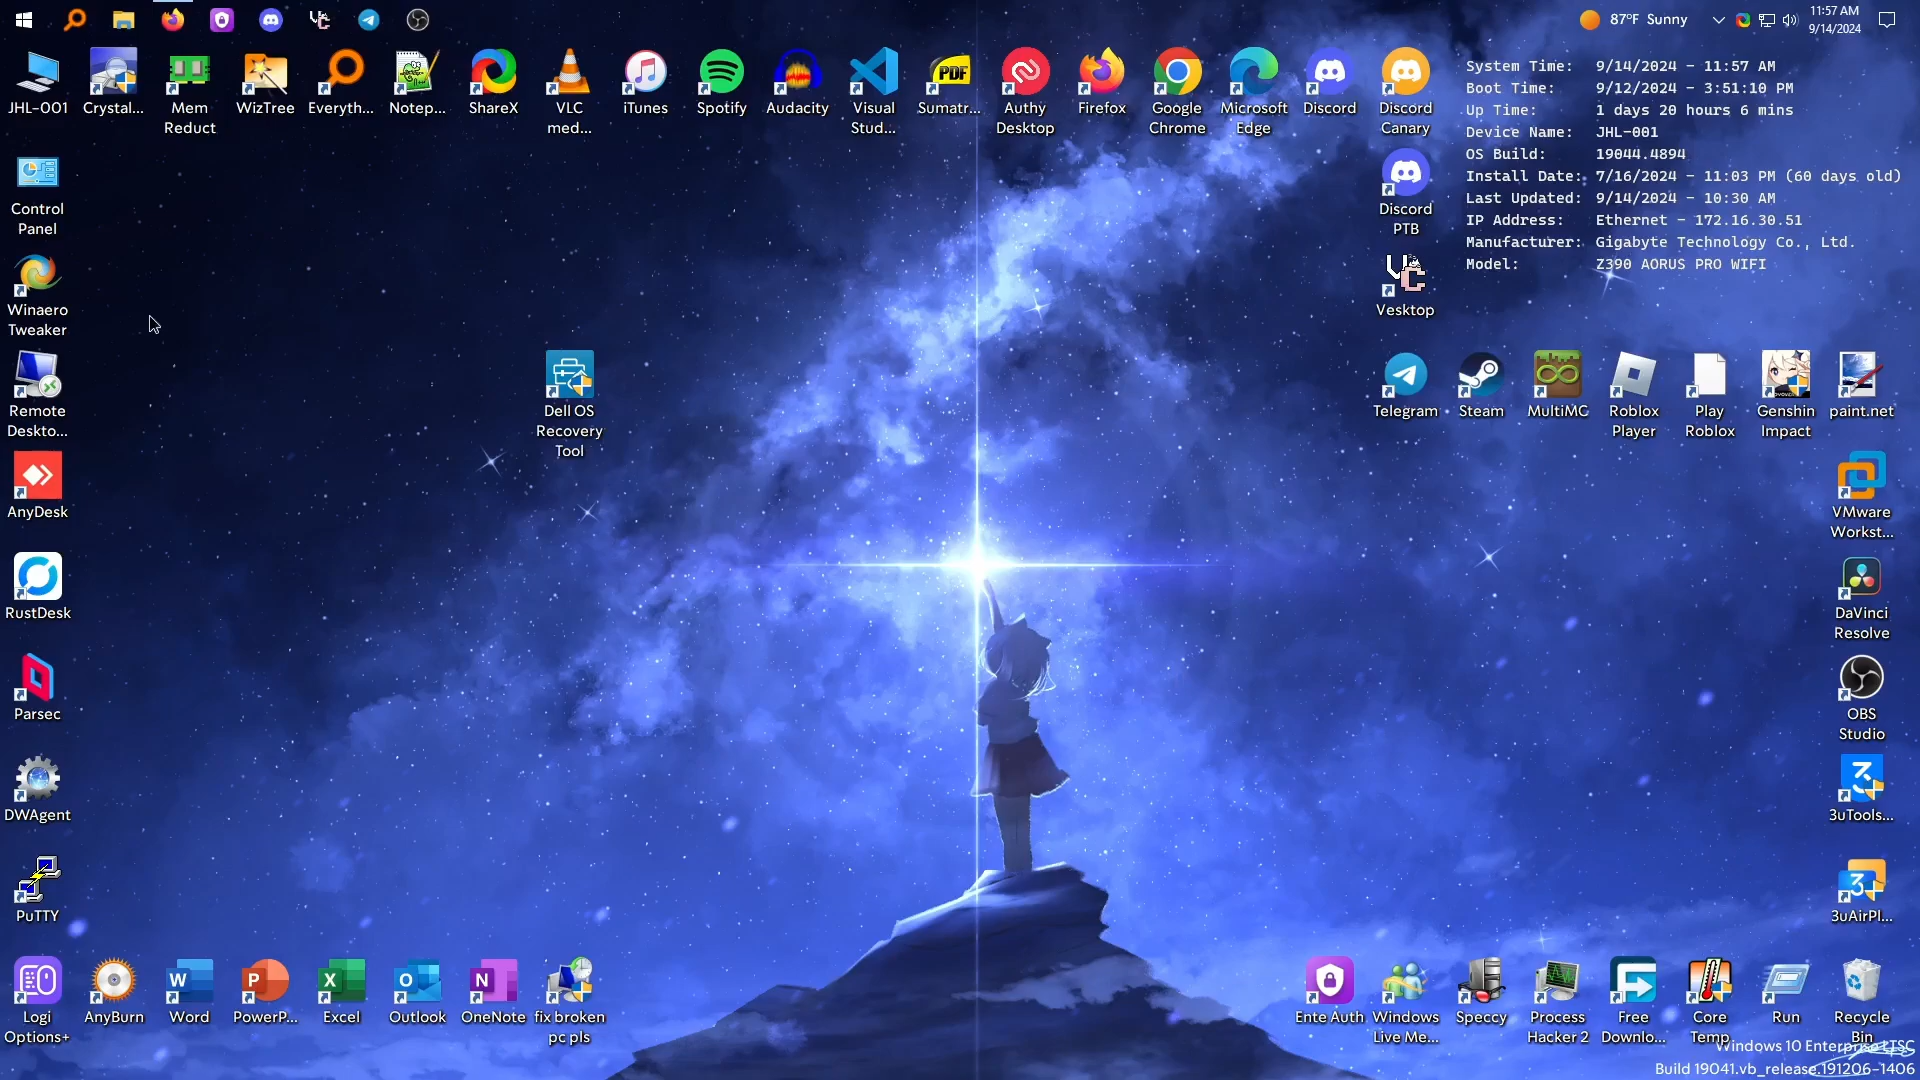 87°F Sunny
11:57 AM
9/14/2024
JHL-001
Crystal...
Mem
Reduct
WizTree
Everyth...
Notep...
ShareX
VLC
med...
iTunes
Spotify
Audacity
Visual
Stud...
Sumatr...
Authy
Desktop
Firefox
Google
Chrome
Microsoft
Edge
Discord
Discord
Canary
System Time: 9/14/2024 - 11:57 AM
Boot Time: 9/12/2024 - 3:51:10 PM
Up Time: 1 days 20 hours 6 mins
Device Name: JHL-001
OS Build: 19044.4894
Install Date: 7/16/2024 - 11:03 PM (60 days old)
Last Updated: 9/14/2024 - 10:30 AM
IP Address: Ethernet - 172.16.30.51
Manufacturer: Gigabyte Technology Co., Ltd.
Model: Z390 AORUS PRO WIFI
Control
Panel
Discord
PTB
Winaero
Tweaker
Vesktop
Remote
Deskto...
Dell OS
Recovery
Tool
Telegram
Steam
MultiMC
Roblox
Player
Play
Roblox
Genshin
Impact
paint.net
AnyDesk
VMware
Workst...
RustDesk
DaVinci
Resolve
Parsec
OBS
Studio
DWAgent
3uTools...
PuTTY
3uAirPl...
Logi
Options+
AnyBurn
Word
PowerP...
Excel
Outlook
OneNote
fix broken
pc pls
Ente Auth
Windows
Live Me...
Speccy
Process
Hacker 2
Free
Downlo...
Core
Temp
Run
Recycle
Bin
Windows 10 Enterprise LTSC
Build 19041.vb_release.191206-1406